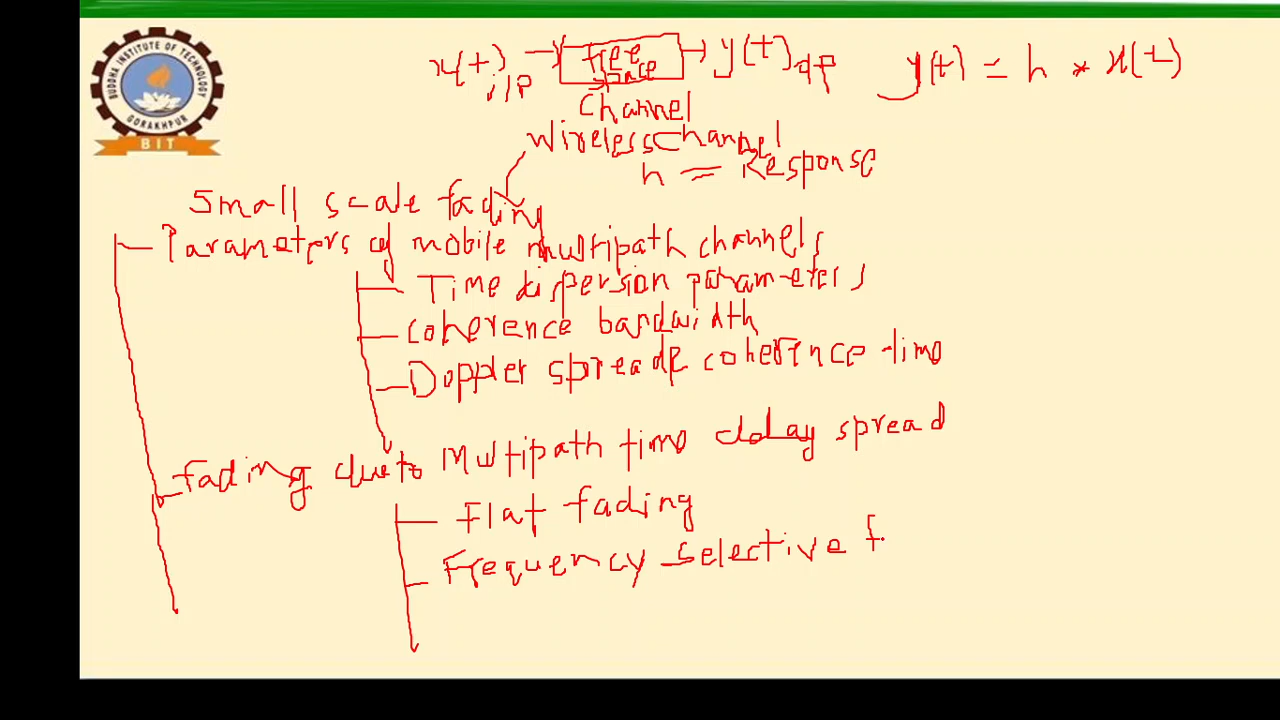 BUDDHA INSTITUTE OF TECHNOLOGY
GORAKHPUR
BIT
x(t) i/p → free space → y(t) o/p y(t) = h * x(t)
Channel
Wireless Channel
h = Response
Small scale fading
Parameters of mobile multipath channels
Time dispersion parameters
Coherence bandwidth
Doppler spread & coherence time
fading due to Multipath time delay spread
Flat fading
Frequency selective f